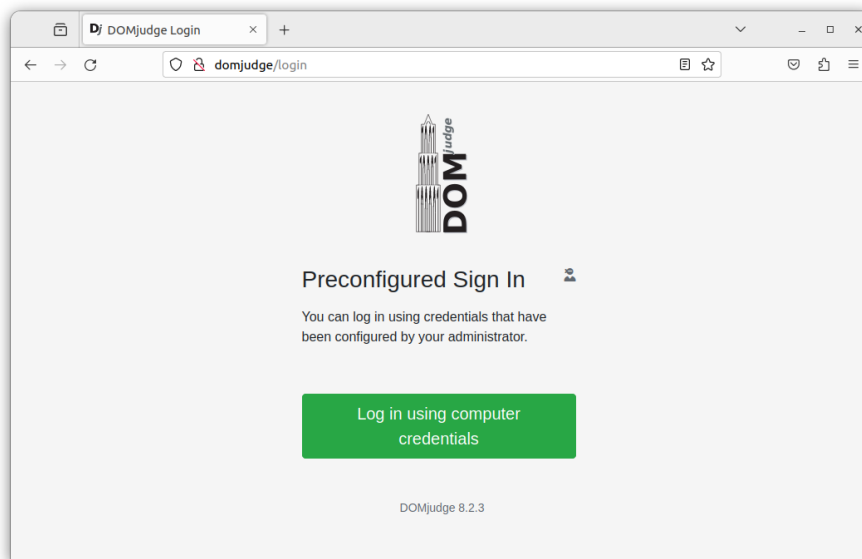 DOMjudge Login
domjudge/login
DOMjudge
Preconfigured Sign In
You can log in using credentials that have
been configured by your administrator.
Log in using computer
credentials
DOMjudge 8.2.3